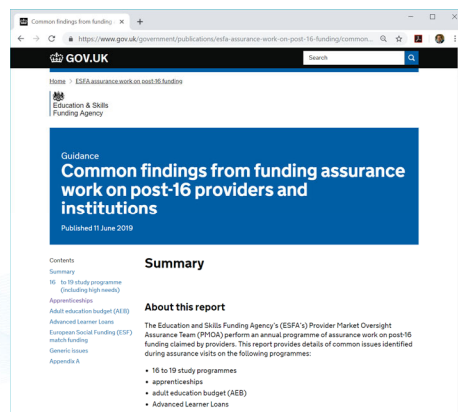 Common findings from funding
https://www.gov.uk/government/publications/esfa-assurance-work-on-post-16-funding/common...
GOV.UK
Search
Home > ESFA assurance work on post-16 funding
Education & Skills
Funding Agency
Guidance
Common findings from funding assurance
work on post-16 providers and
institutions
Published 11 June 2019
Contents
Summary
16 to 19 study programme
(including high needs)
Apprenticeships
Adult education budget (AEB)
Advanced Learner Loans
European Social Funding (ESF)
match funding
Generic issues
Appendix A
Summary
About this report
The Education and Skills Funding Agency's (ESFA's) Provider Market Oversight
Assurance Team (PMOA) perform an annual programme of assurance work on post-16
funding claimed by providers. This report provides details of common issues identified
during assurance visits on the following programmes:
• 16 to 19 study programmes
• apprenticeships
• adult education budget (AEB)
• Advanced Learner Loans